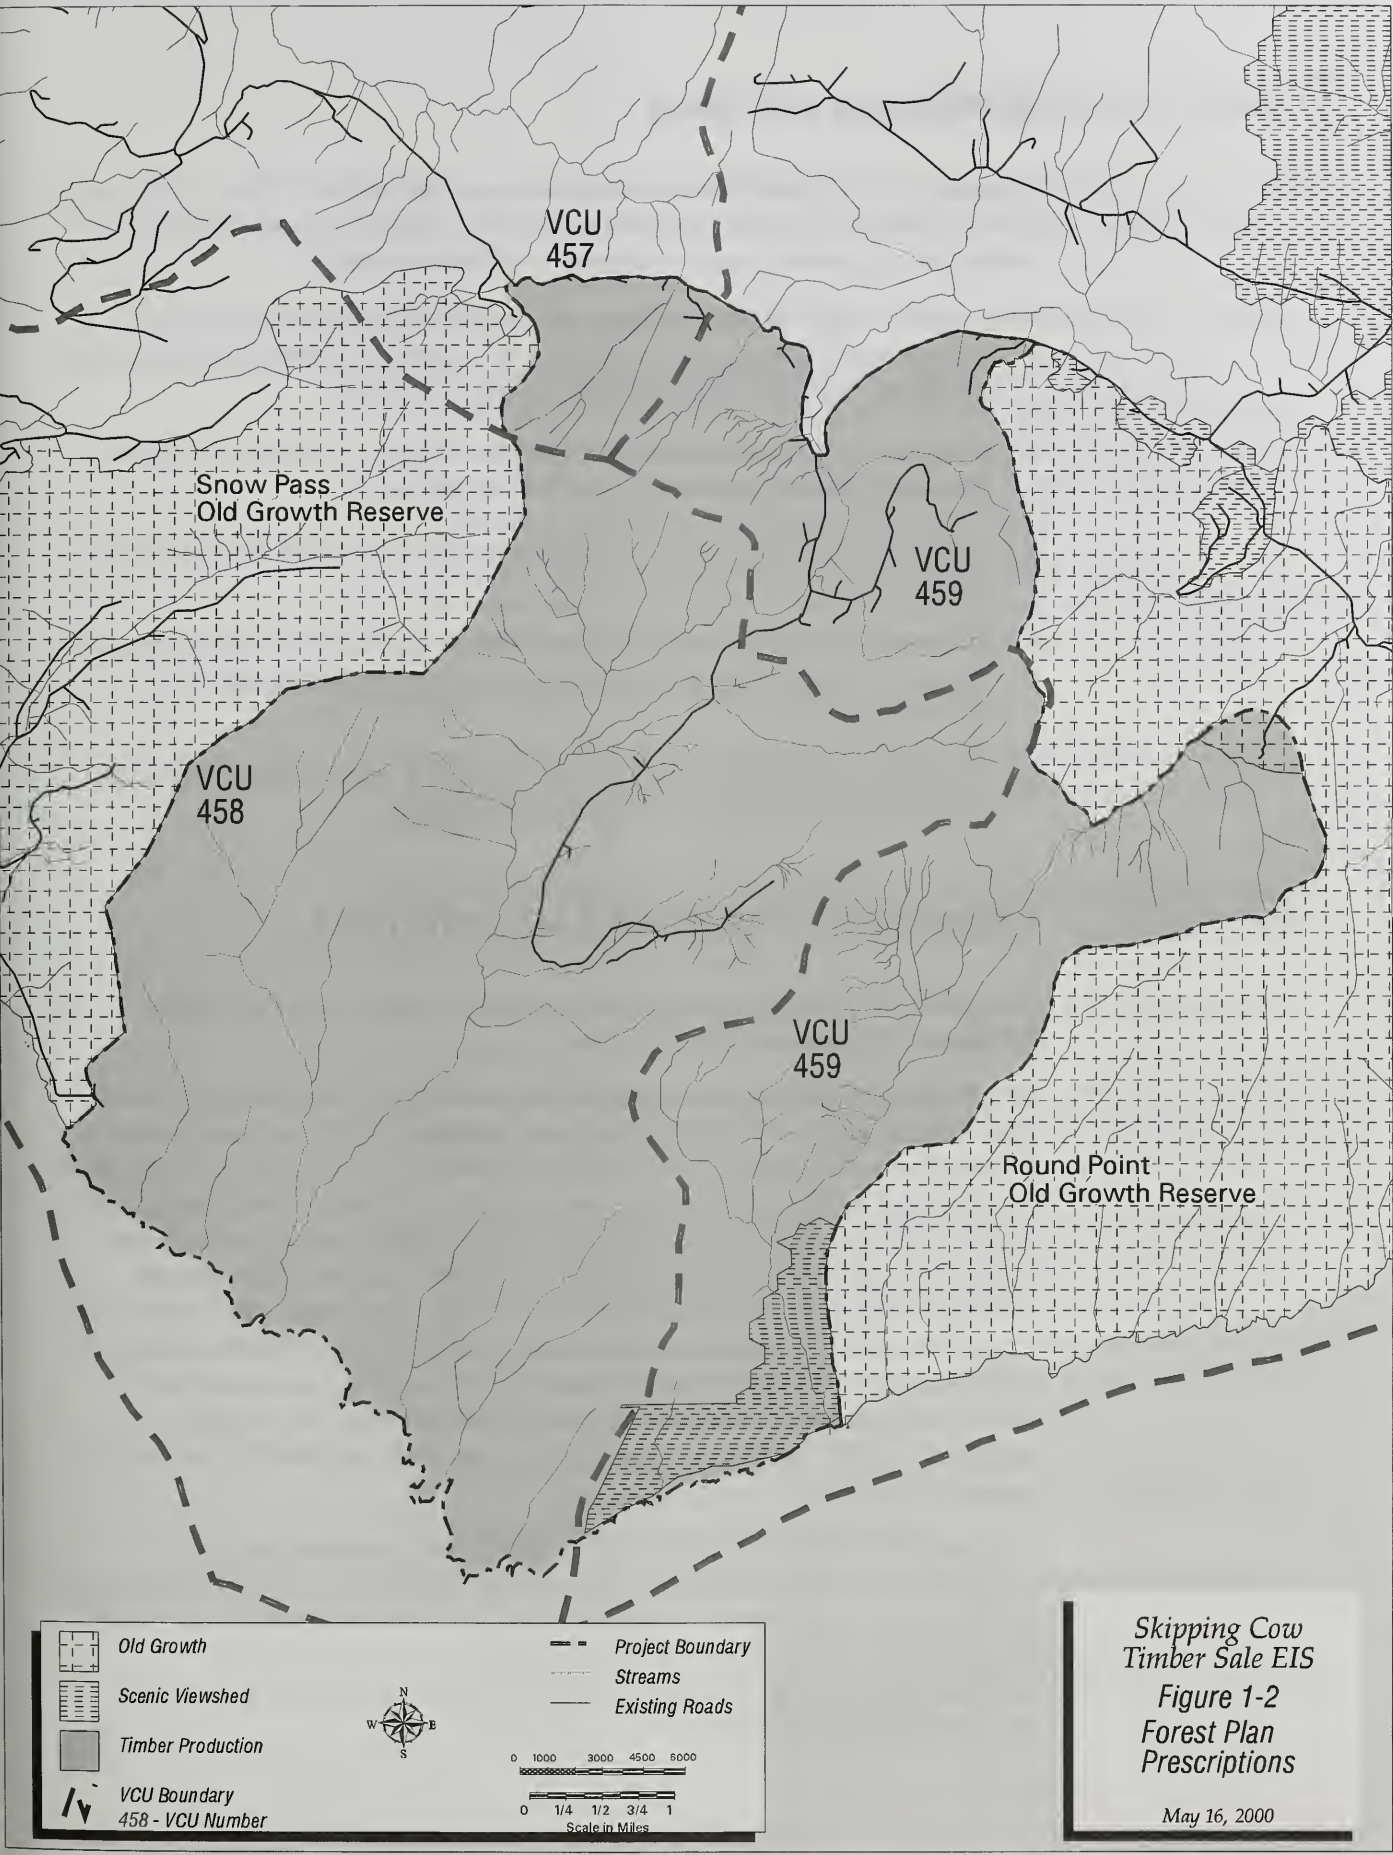 VCU
457
Snow Pass
Old Growth Reserve
VCU
459
VCU
458
VCU
459
Round Point
Old Growth Reserve
Old Growth
Scenic Viewshed
Timber Production
VCU Boundary
458 - VCU Number
N
W E
S
Project Boundary
Streams
Existing Roads
0 1000 3000 4500 6000
0 1/4 1/2 3/4 1
Scale in Miles
Skipping Cow
Timber Sale EIS
Figure 1-2
Forest Plan
Prescriptions
May 16, 2000